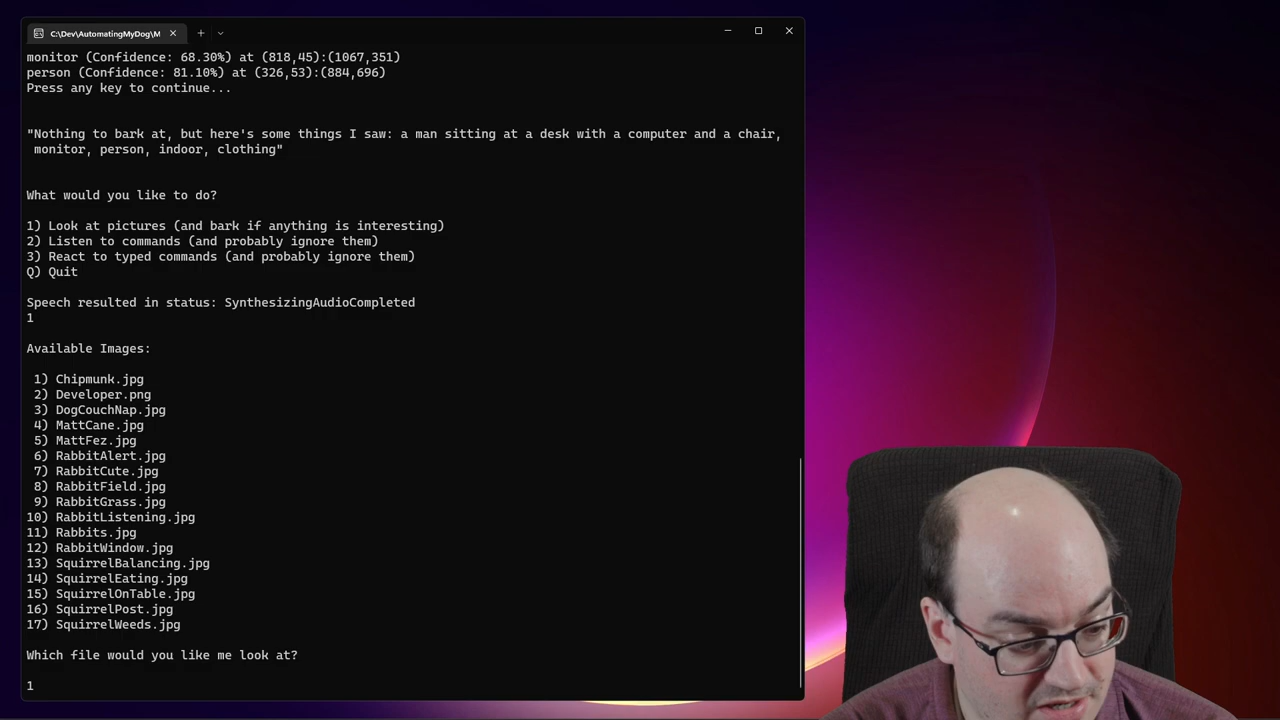 C:\Dev\AutomatingMyDog\M
monitor (Confidence: 68.30%) at (818,45):(1067,351)
person (Confidence: 81.10%) at (326,53):(884,696)
Press any key to continue...
"Nothing to bark at, but here's some things I saw: a man sitting at a desk with a computer and a chair,
monitor, person, indoor, clothing"
What would you like to do?
1) Look at pictures (and bark if anything is interesting)
2) Listen to commands (and probably ignore them)
3) React to typed commands (and probably ignore them)
Q) Quit
Speech resulted in status: SynthesizingAudioCompleted
1
Available Images:
1) Chipmunk.jpg
2) Developer.png
3) DogCouchNap.jpg
4) MattCane.jpg
5) MattFez.jpg
6) RabbitAlert.jpg
7) RabbitCute.jpg
8) RabbitField.jpg
9) RabbitGrass.jpg
10) RabbitListening.jpg
11) Rabbits.jpg
12) RabbitWindow.jpg
13) SquirrelBalancing.jpg
14) SquirrelEating.jpg
15) SquirrelOnTable.jpg
16) SquirrelPost.jpg
17) SquirrelWeeds.jpg
Which file would you like me look at?
1